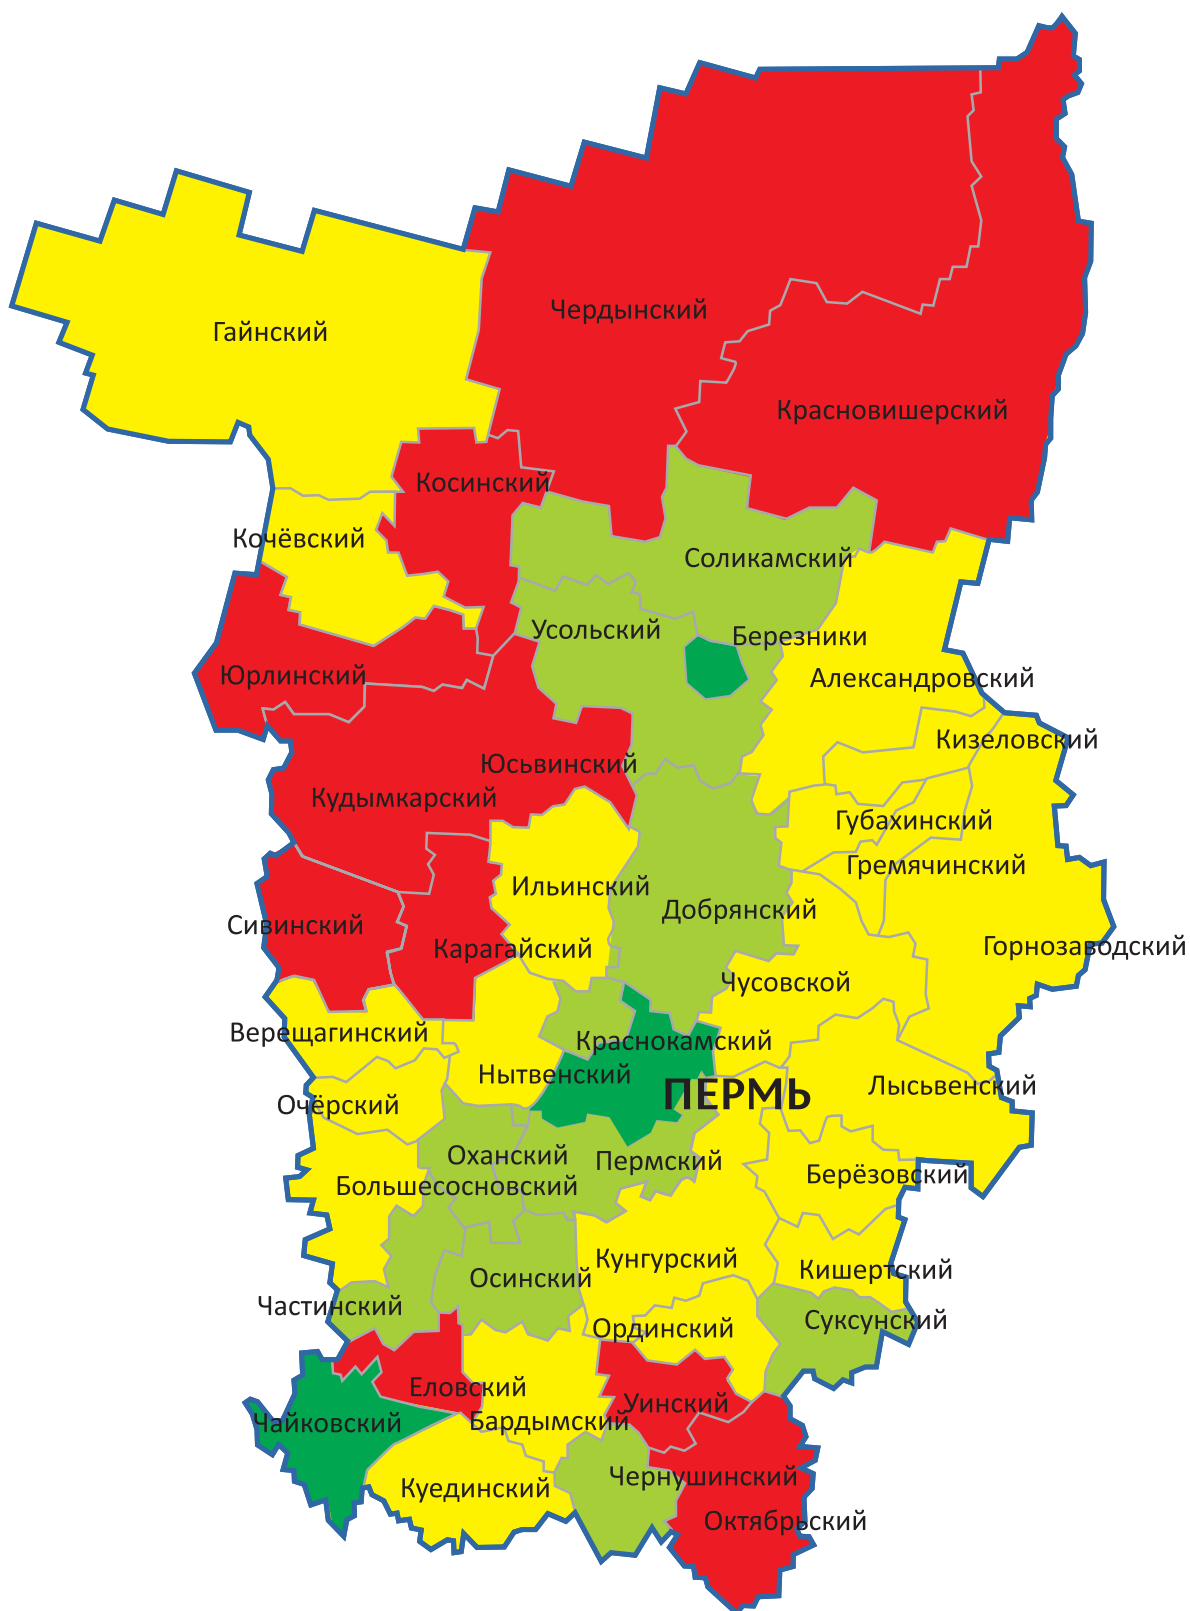 Чердынский
Гайнский
Красновишерский
Косинский
Кочёвский
Соликамский
Усольский
Березники
Юрлинский
Александровский
Кизеловский
Юсьвинский
Кудымкарский
Губахинский
Гремячинский
Ильинский
Добрянский
Сивинский
Карагайский
Горнозаводский
Чусовской
Верещагинский
Краснокамский
Нытвенский
Лысьвенский
ПЕРМЬ
Очёрский
Оханский
Пермский
Берёзовский
Большесосновский
Кунгурский
Кишертский
Осинский
Частинский
Суксунский
Ординский
Еловский
Уинский
Чайковский
Бардымский
Чернушинский
Куединский
Октябрьский